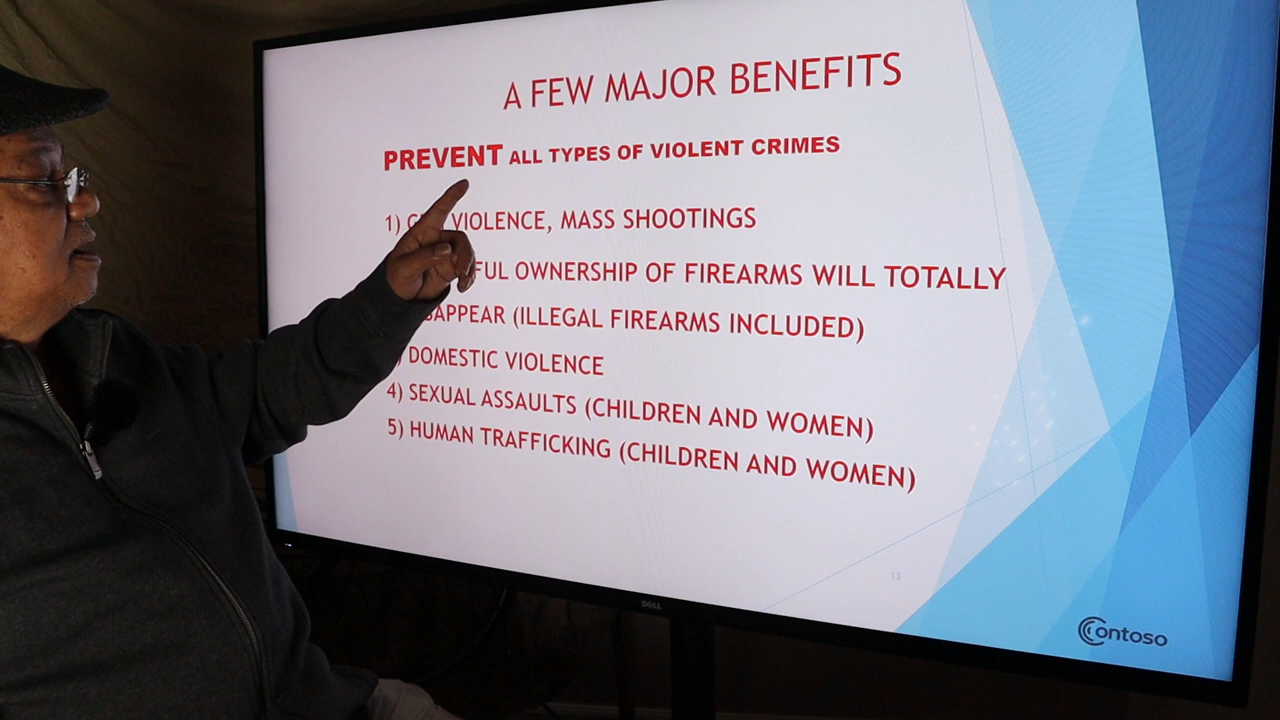 A FEW MAJOR BENEFITS
PREVENT ALL TYPES OF VIOLENT CRIMES
1) VIOLENCE, MASS SHOOTINGS
OWNERSHIP OF FIREARMS WILL TOTALLY
(ILLEGAL FIREARMS INCLUDED)
DOMESTIC VIOLENCE
4) SEXUAL ASSAULTS (CHILDREN AND WOMEN)
5) HUMAN TRAFFICKING (CHILDREN AND WOMEN)
13
Contoso
DELL